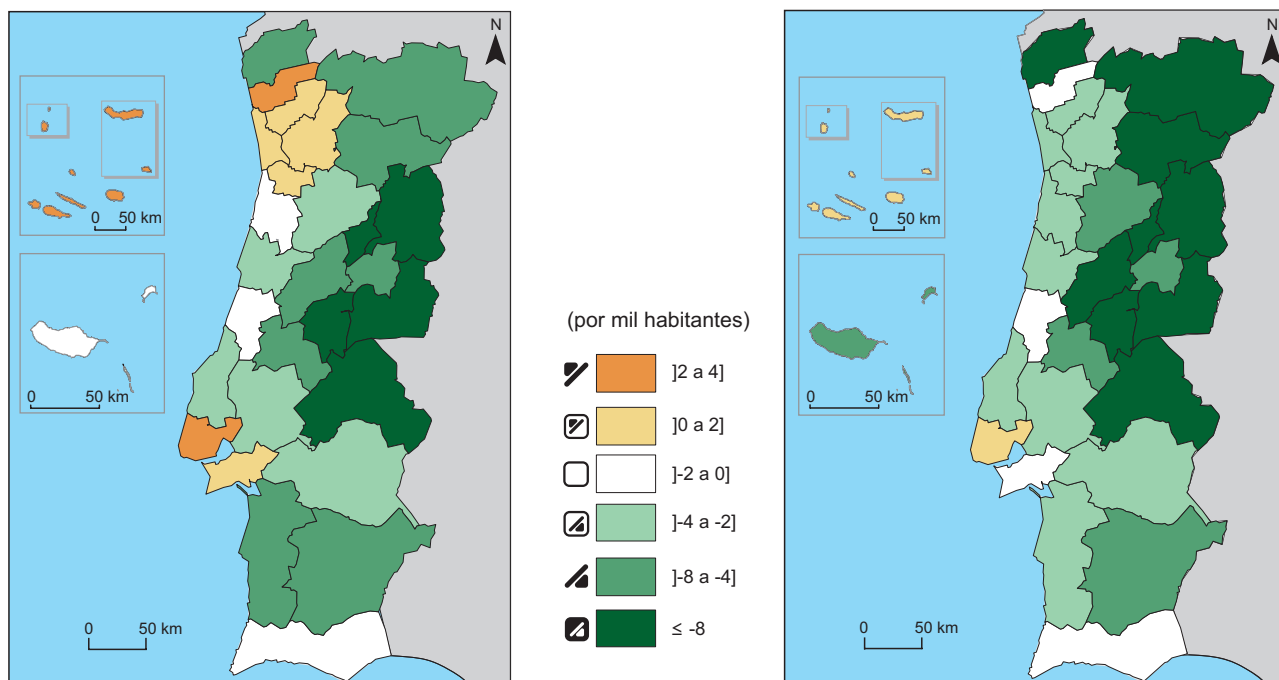 N
0 50 km
0 50 km
0 50 km
(por mil habitantes)
]2 a 4]
]0 a 2]
]-2 a 0]
]-4 a -2]
]-8 a -4]
≤ -8
N
0 50 km
0 50 km
0 50 km